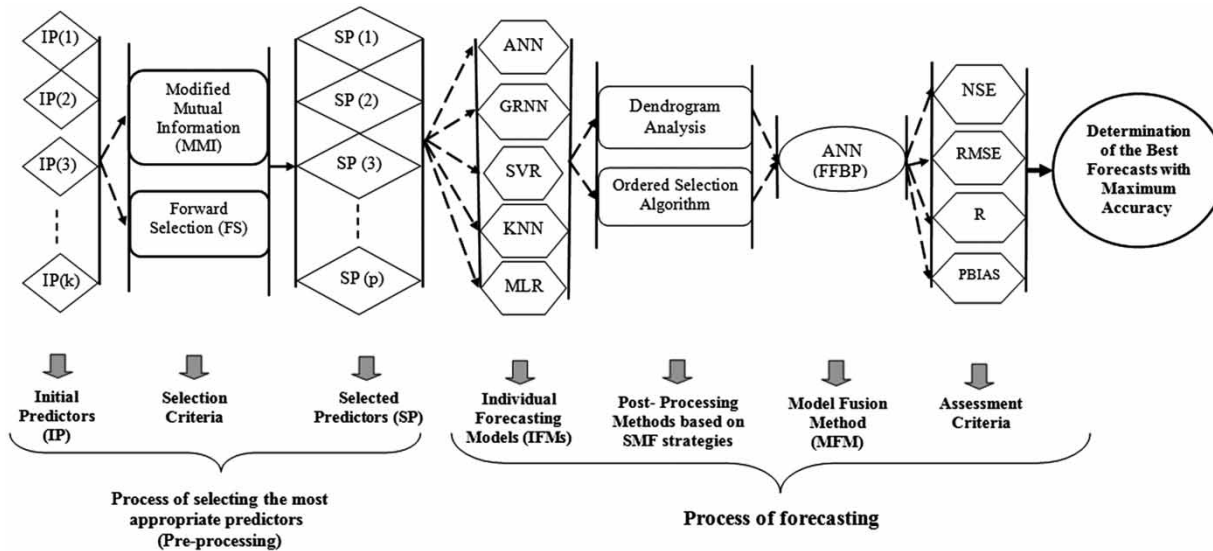 IP(1)
IP(2)
IP(3)
IP(k)
Modified
Mutual
Information
(MMI)
Forward
Selection (FS)
SP (1)
SP (2)
SP (3)
SP (p)
ANN
GRNN
SVR
KNN
MLR
Dendrogram
Analysis
Ordered Selection
Algorithm
ANN
(FFBP)
NSE
RMSE
R
PBIAS
Determination
of the Best
Forecasts with
Maximum
Accuracy
Initial
Predictors
(IP)
Selection
Criteria
Selected
Predictors (SP)
Individual
Forecasting
Models (IFMs)
Post- Processing
Methods based on
SMF strategies
Model Fusion
Method
(MFM)
Assessment
Criteria
Process of selecting the most
appropriate predictors
(Pre-processing)
Process of forecasting